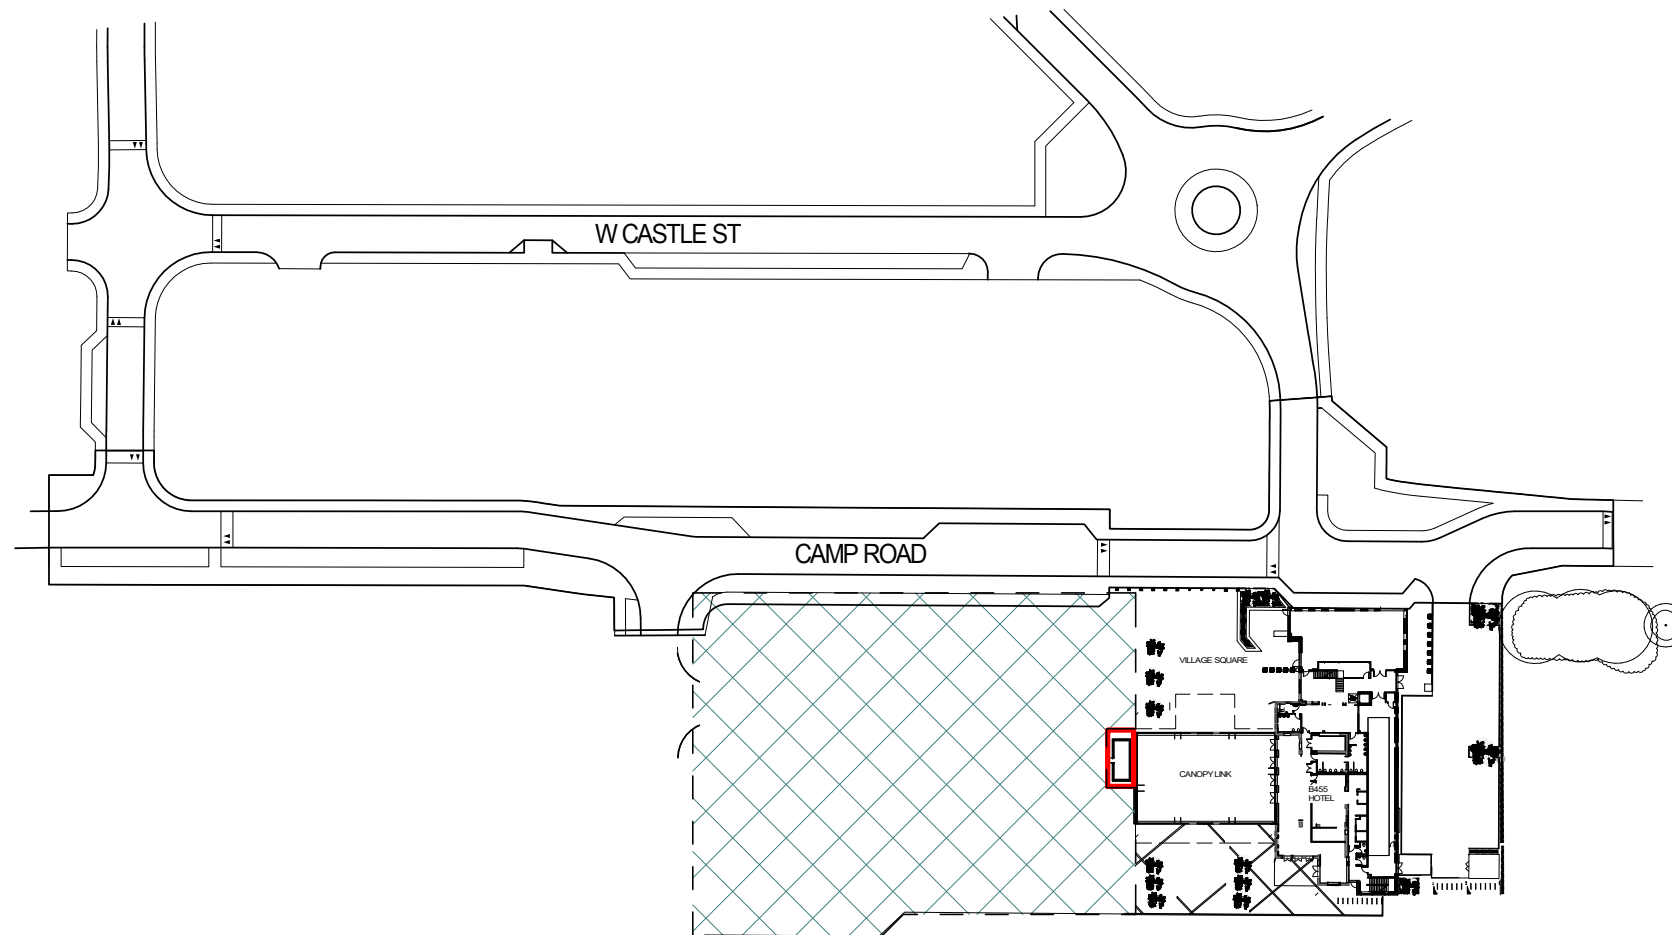 W CASTLE ST
CAMP ROAD
VILLAGE SQUARE
CANOPY LINK
B455
HOTEL